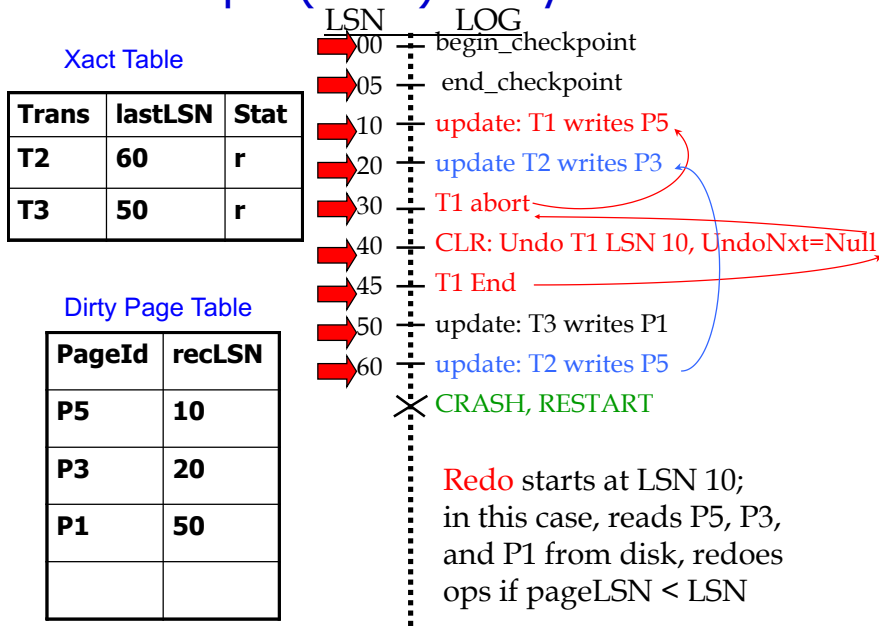 LSN LOG
Xact Table
Trans lastLSN Stat
T2 60 r
T3 50 r
Dirty Page Table
PageId recLSN
P5 10
P3 20
P1 50
00 begin_checkpoint
05 end_checkpoint
10 update: T1 writes P5
20 update T2 writes P3
30 T1 abort
40 CLR: Undo T1 LSN 10, UndoNxt=Null
45 T1 End
50 update: T3 writes P1
60 update: T2 writes P5
CRASH, RESTART
Redo starts at LSN 10;
in this case, reads P5, P3,
and P1 from disk, redoes
ops if pageLSN < LSN